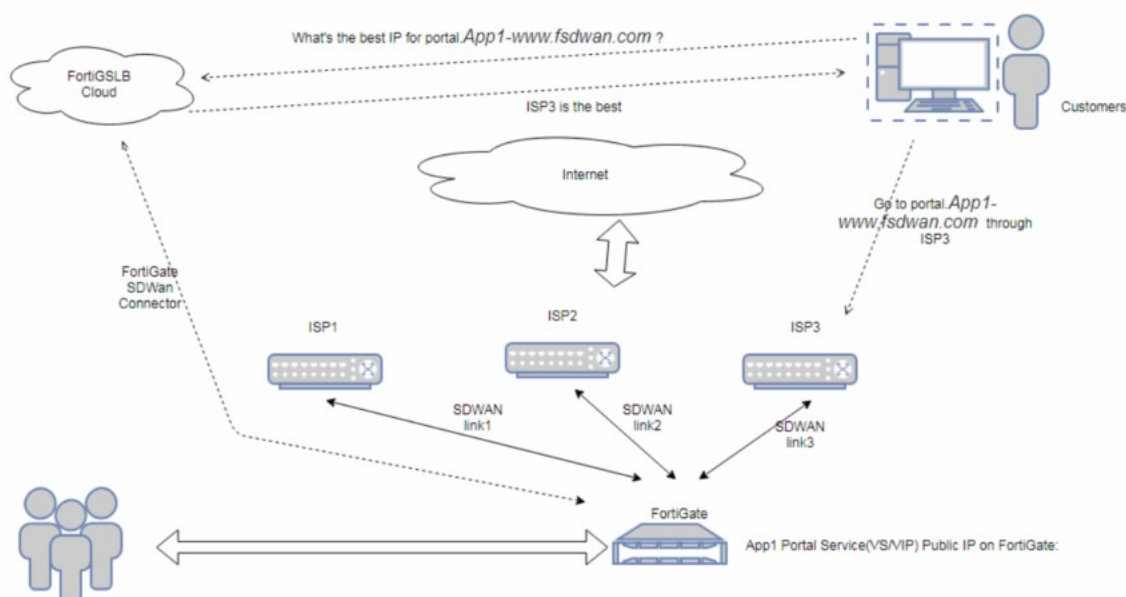 What's the best IP for portal.App1-www.fsdwan.com ?
FortiGSLB
Cloud
ISP3 is the best
Customers
Internet
Go to portal.App1-
www.fsdwan.com through
ISP3
FortiGate
SDWan
Connector
ISP1
ISP2
ISP3
SDWAN
link1
SDWAN
link2
SDWAN
link3
FortiGate
App1 Portal Service(VS/VIP) Public IP on FortiGate: